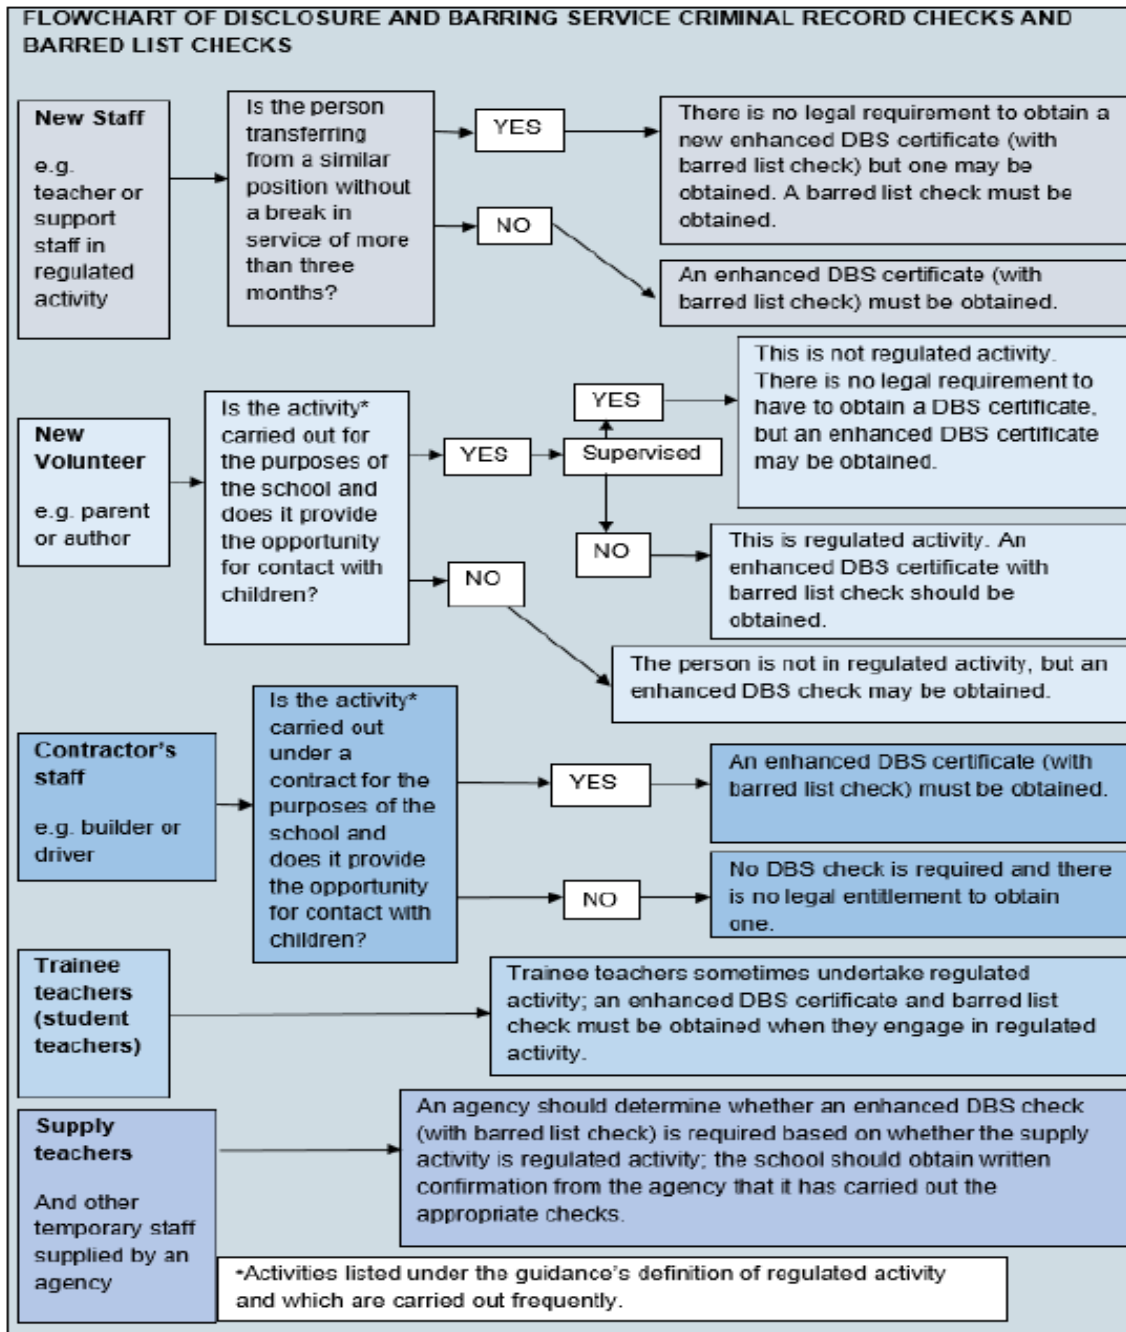 FLOWCHART OF DISCLOSURE AND BARRING SERVICE CRIMINAL RECORD CHECKS AND
BARRED LIST CHECKS
New Staff
e.g.
teacher or
support
staff in
regulated
activity
Is the person
transferring
from a similar
position without
a break in
service of more
than three
months?
YES
There is no legal requirement to obtain a
new enhanced DBS certificate (with
barred list check) but one may be
obtained. A barred list check must be
obtained.
NO
An enhanced DBS certificate (with
barred list check) must be obtained.
New
Volunteer
e.g. parent
or author
Is the activity*
carried out for
the purposes of
the school and
does it provide
the opportunity
for contact with
children?
YES
Supervised
YES
This is not regulated activity.
There is no legal requirement to
have to obtain a DBS certificate,
but an enhanced DBS certificate
may be obtained.
NO
This is regulated activity. An
enhanced DBS certificate with
barred list check should be
obtained.
NO
The person is not in regulated activity, but an
enhanced DBS check may be obtained.
Contractor's
staff
e.g. builder or
driver
Is the activity*
carried out
under a
contract for the
purposes of the
school and
does it provide
the opportunity
for contact with
children?
YES
An enhanced DBS certificate (with
barred list check) must be obtained.
NO
No DBS check is required and there
is no legal entitlement to obtain
one.
Trainee
teachers
(student
teachers)
Trainee teachers sometimes undertake regulated
activity; an enhanced DBS certificate and barred list
check must be obtained when they engage in regulated
activity.
Supply
teachers
And other
temporary staff
supplied by an
agency
An agency should determine whether an enhanced DBS check
(with barred list check) is required based on whether the supply
activity is regulated activity; the school should obtain written
confirmation from the agency that it has carried out the
appropriate checks.
*Activities listed under the guidance's definition of regulated activity
and which are carried out frequently.